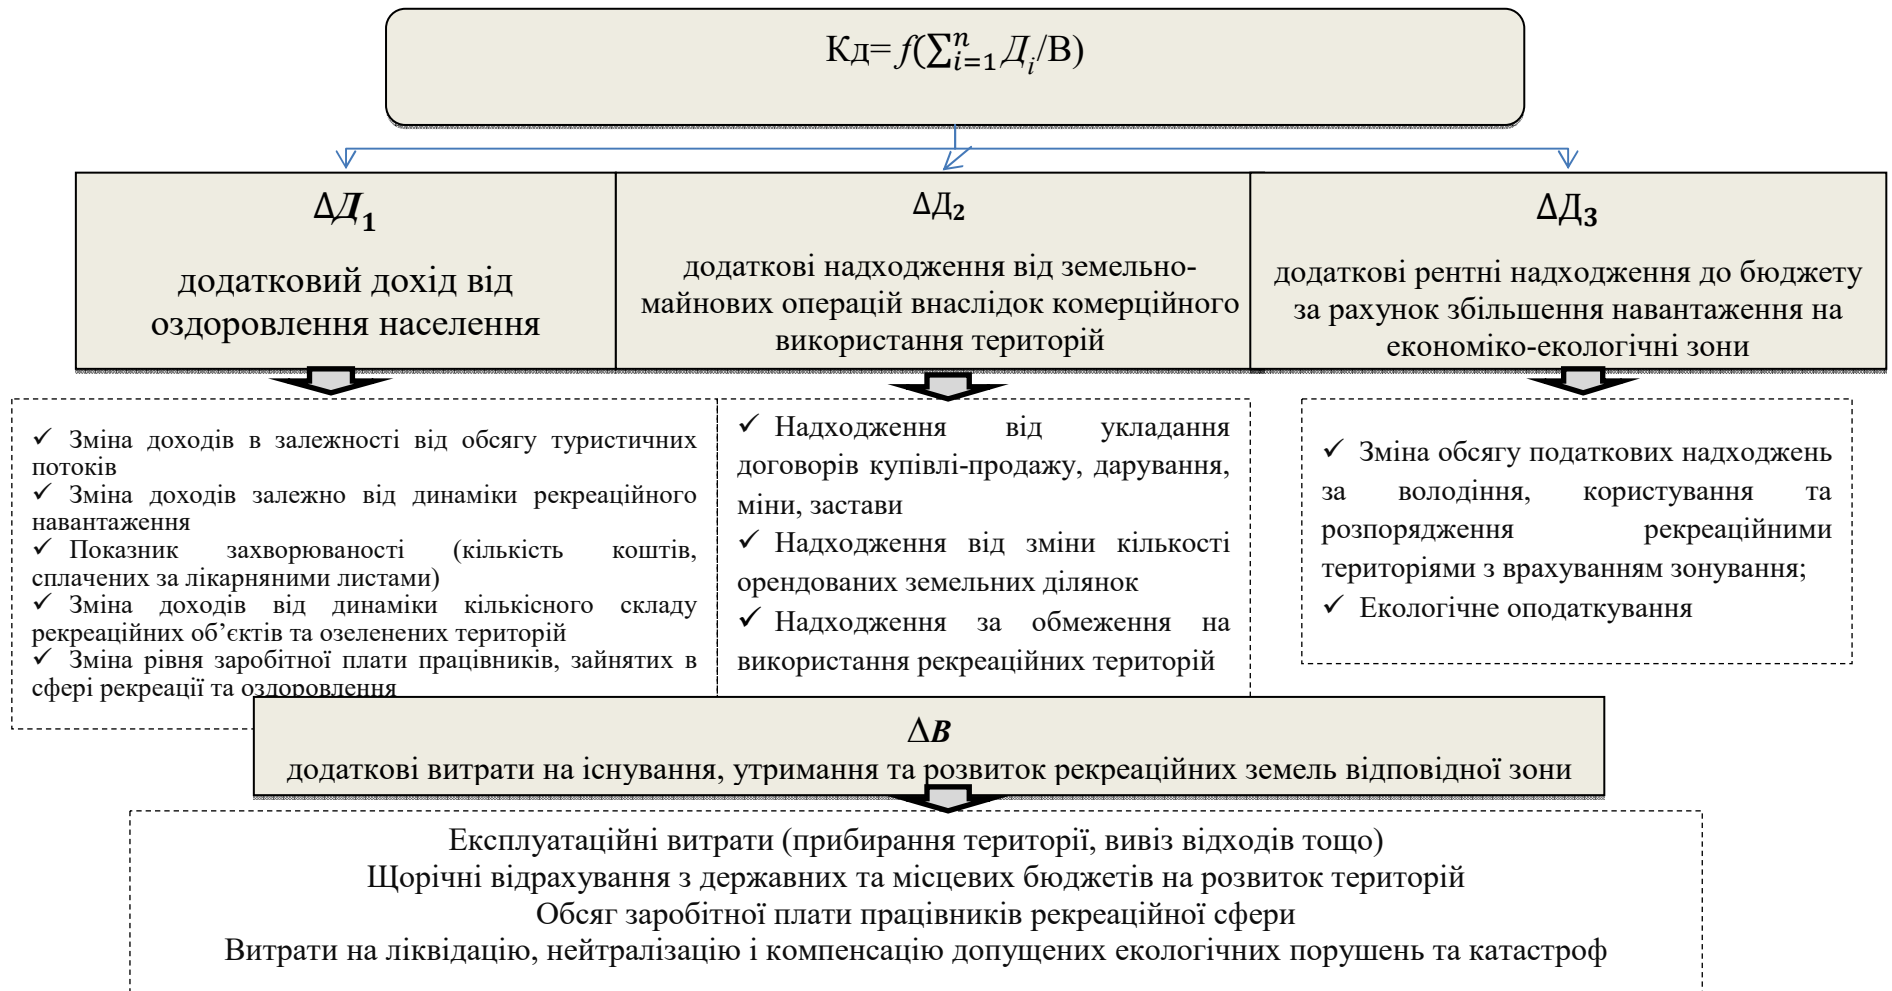 Кд= f(∑ⁿᵢ₌₁ Дᵢ/В)
ΔД₁
додатковий дохід від
оздоровлення населення
ΔД₂
додаткові надходження від земельно-
майнових операцій внаслідок комерційного
використання територій
ΔД₃
додаткові рентні надходження до бюджету
за рахунок збільшення навантаження на
економіко-екологічні зони
✓ Зміна доходів в залежності від обсягу туристичних
потоків
✓ Зміна доходів залежно від динаміки рекреаційного
навантаження
✓ Показник захворюваності (кількість коштів,
сплачених за лікарняними листами)
✓ Зміна доходів від динаміки кількісного складу
рекреаційних об’єктів та озеленених територій
✓ Зміна рівня заробітної плати працівників, зайнятих в
сфері рекреації та оздоровлення
✓ Надходження від укладання
договорів купівлі-продажу, дарування,
міни, застави
✓ Надходження від зміни кількості
орендованих земельних ділянок
✓ Надходження за обмеження на
використання рекреаційних територій
✓ Зміна обсягу податкових надходжень
за володіння, користування та
розпорядження рекреаційними
територіями з врахуванням зонування;
✓ Екологічне оподаткування
ΔВ
додаткові витрати на існування, утримання та розвиток рекреаційних земель відповідної зони
Експлуатаційні витрати (прибирання території, вивіз відходів тощо)
Щорічні відрахування з державних та місцевих бюджетів на розвиток територій
Обсяг заробітної плати працівників рекреаційної сфери
Витрати на ліквідацію, нейтралізацію і компенсацію допущених екологічних порушень та катастроф